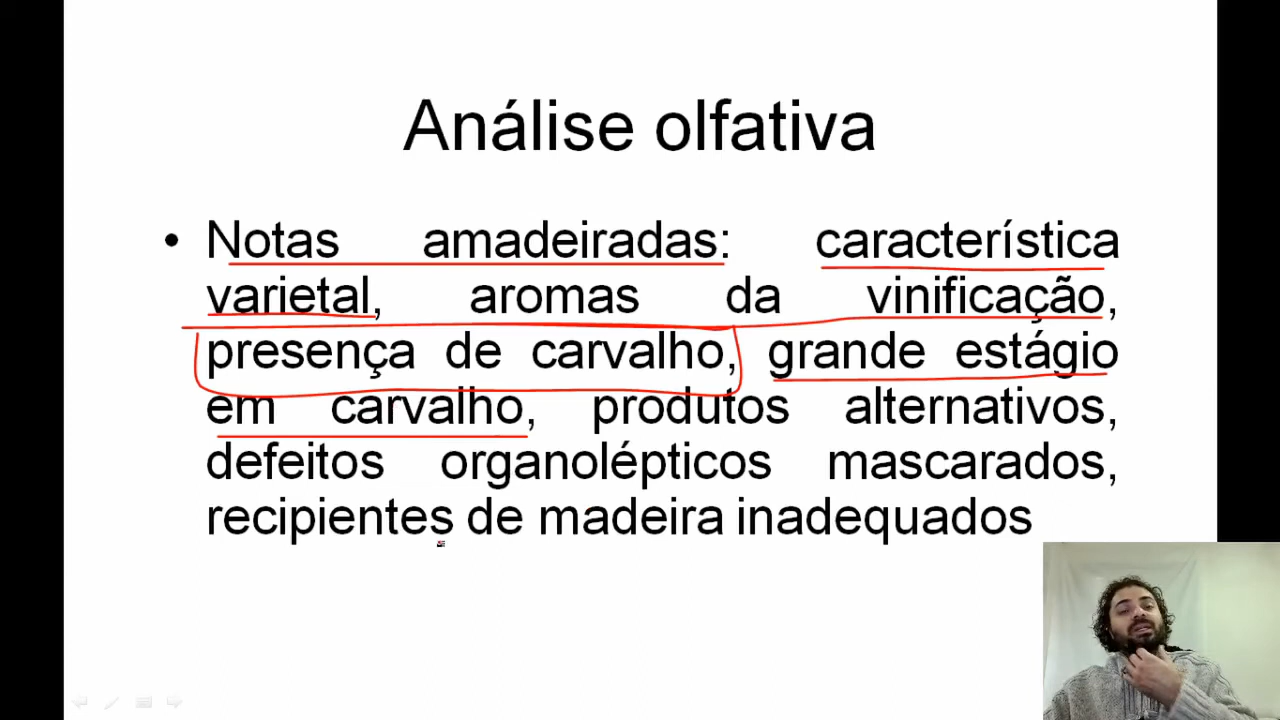 Análise olfativa
• Notas amadeiradas: característica
varietal, aromas da vinificação,
presença de carvalho, grande estágio
em carvalho, produtos alternativos,
defeitos organolépticos mascarados,
recipientes de madeira inadequados